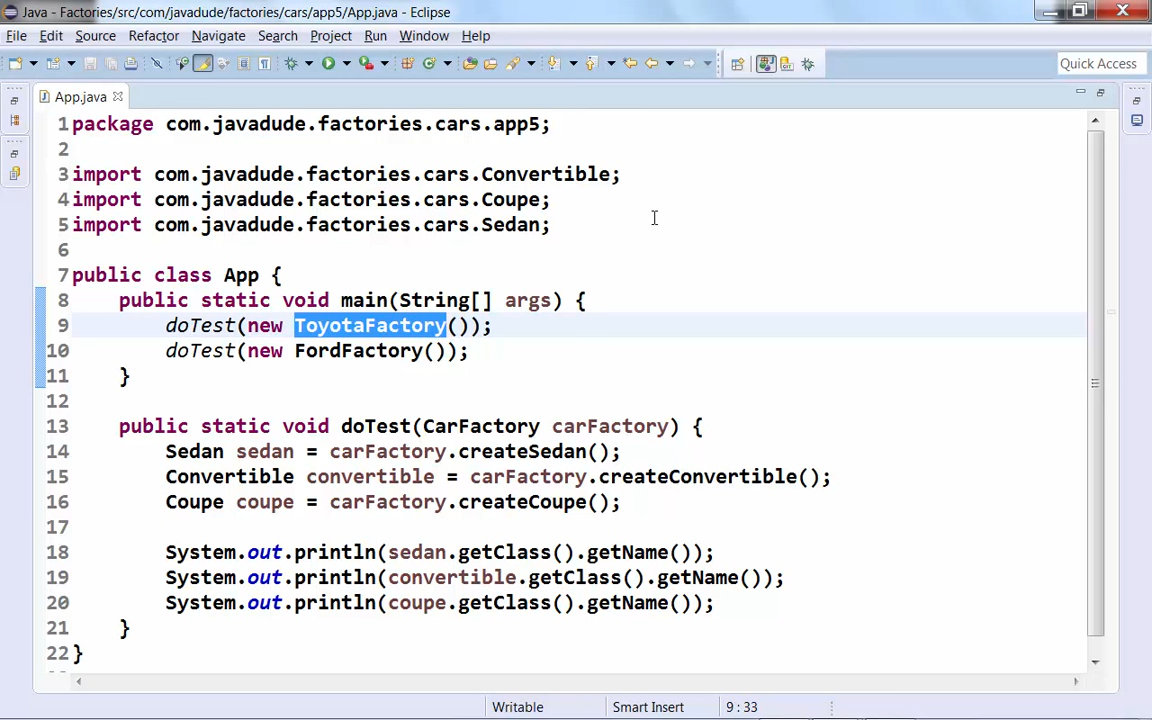 Java - Factories/src/com/javadude/factories/cars/app5/App.java - Eclipse
File Edit Source Refactor Navigate Search Project Run Window Help
Quick Access
App.java
1 package com.javadude.factories.cars.app5;
2
3 import com.javadude.factories.cars.Convertible;
4 import com.javadude.factories.cars.Coupe;
5 import com.javadude.factories.cars.Sedan;
6
7 public class App {
8 public static void main(String[] args) {
9 doTest(new ToyotaFactory());
10 doTest(new FordFactory());
11 }
12
13 public static void doTest(CarFactory carFactory) {
14 Sedan sedan = carFactory.createSedan();
15 Convertible convertible = carFactory.createConvertible();
16 Coupe coupe = carFactory.createCoupe();
17
18 System.out.println(sedan.getClass().getName());
19 System.out.println(convertible.getClass().getName());
20 System.out.println(coupe.getClass().getName());
21 }
22 }
Writable Smart Insert 9 : 33